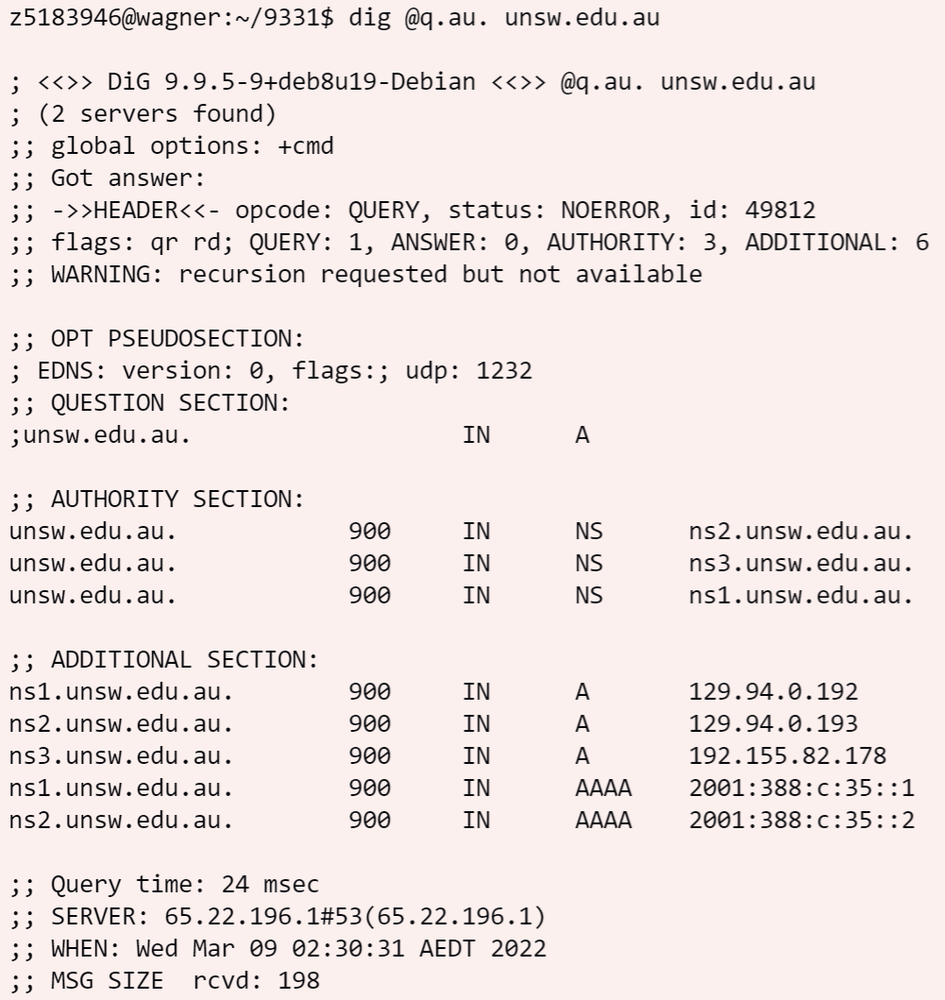 z5183946@wagner:~/9331$ dig @q.au. unsw.edu.au

; <<>> DiG 9.9.5-9+deb8u19-Debian <<>> @q.au. unsw.edu.au
; (2 servers found)
;; global options: +cmd
;; Got answer:
;; ->>HEADER<<- opcode: QUERY, status: NOERROR, id: 49812
;; flags: qr rd; QUERY: 1, ANSWER: 0, AUTHORITY: 3, ADDITIONAL: 6
;; WARNING: recursion requested but not available

;; OPT PSEUDOSECTION:
; EDNS: version: 0, flags:; udp: 1232
;; QUESTION SECTION:
;unsw.edu.au.                   IN      A

;; AUTHORITY SECTION:
unsw.edu.au.            900     IN      NS      ns2.unsw.edu.au.
unsw.edu.au.            900     IN      NS      ns3.unsw.edu.au.
unsw.edu.au.            900     IN      NS      ns1.unsw.edu.au.

;; ADDITIONAL SECTION:
ns1.unsw.edu.au.        900     IN      A       129.94.0.192
ns2.unsw.edu.au.        900     IN      A       129.94.0.193
ns3.unsw.edu.au.        900     IN      A       192.155.82.178
ns1.unsw.edu.au.        900     IN      AAAA    2001:388:c:35::1
ns2.unsw.edu.au.        900     IN      AAAA    2001:388:c:35::2

;; Query time: 24 msec
;; SERVER: 65.22.196.1#53(65.22.196.1)
;; WHEN: Wed Mar 09 02:30:31 AEDT 2022
;; MSG SIZE  rcvd: 198